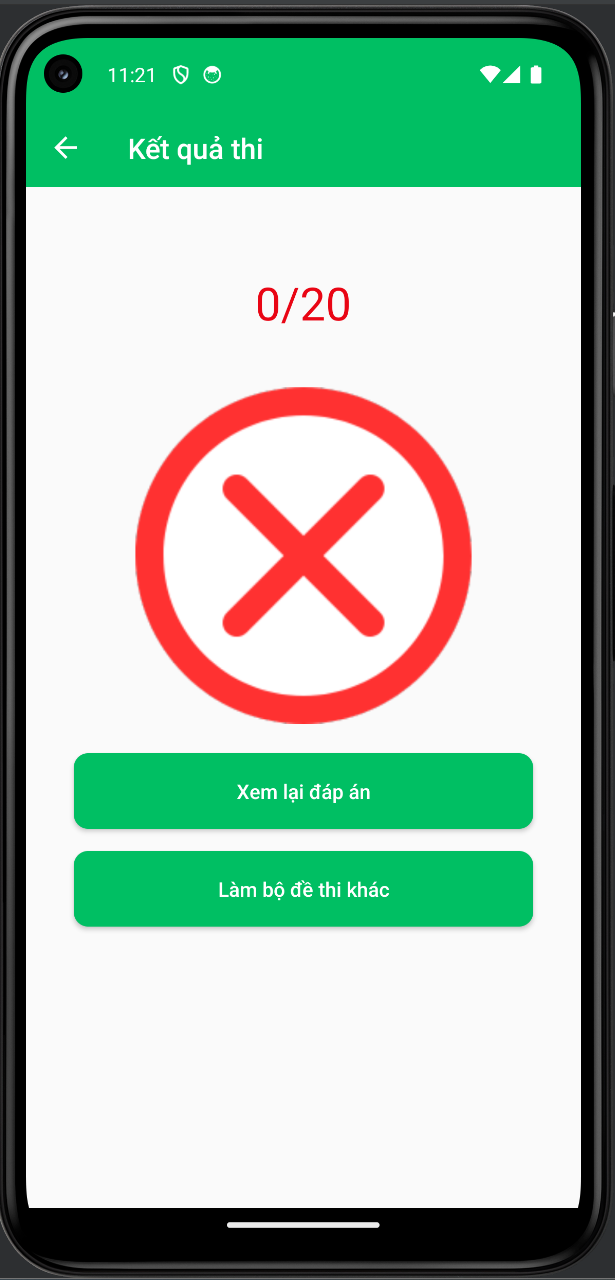 11:21
Kết quả thi
0/20
Xem lại đáp án
Làm bộ đề thi khác